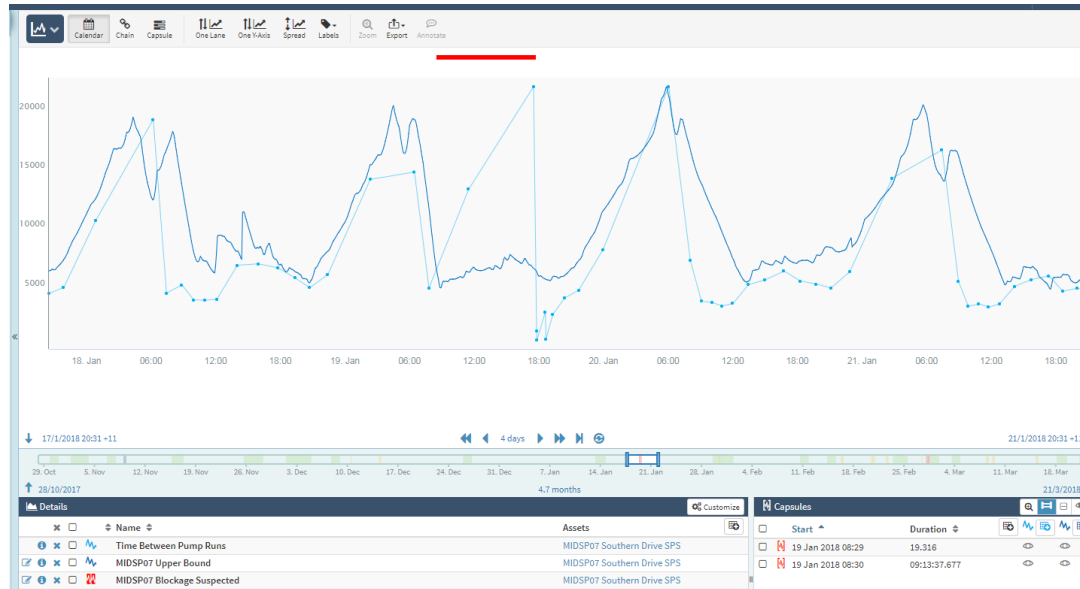 Calendar Chain Capsule One Lane One Y-Axis Spread Labels Zoom Export Annotate
20000
15000
10000
5000
18. Jan 06:00 12:00 18:00 19. Jan 06:00 12:00 18:00 20. Jan 06:00 12:00 18:00 21. Jan 06:00 12:00 18:00
17/1/2018 20:31 +11 4 days 21/1/2018 20:31 +11
29. Oct 5. Nov 12. Nov 19. Nov 26. Nov 3. Dec 10. Dec 17. Dec 24. Dec 31. Dec 7. Jan 14. Jan 21. Jan 28. Jan 4. Feb 11. Feb 18. Feb 25. Feb 4. Mar 11. Mar 18. Mar
28/10/2017 4.7 months 21/3/2018
Details Customize Capsules
Name Assets Start Duration
Time Between Pump Runs MIDSP07 Southern Drive SPS 19 Jan 2018 08:29 19.316
MIDSP07 Upper Bound MIDSP07 Southern Drive SPS 19 Jan 2018 08:30 09:13:37.677
MIDSP07 Blockage Suspected MIDSP07 Southern Drive SPS